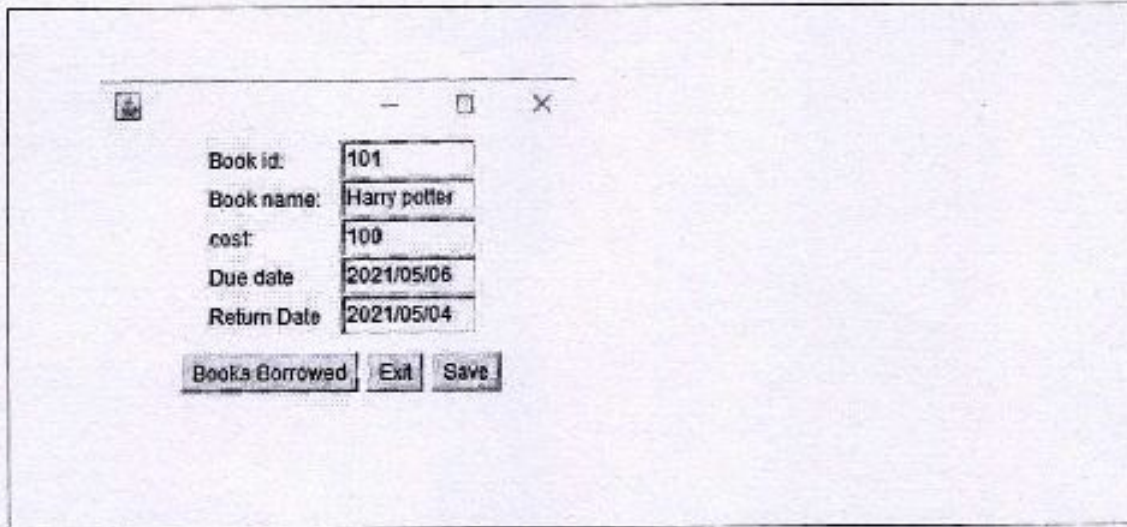 Book id: 101
Book name: Harry potter
cost: 100
Due date 2021/05/06
Return Date 2021/05/04
Books Borrowed Exit Save